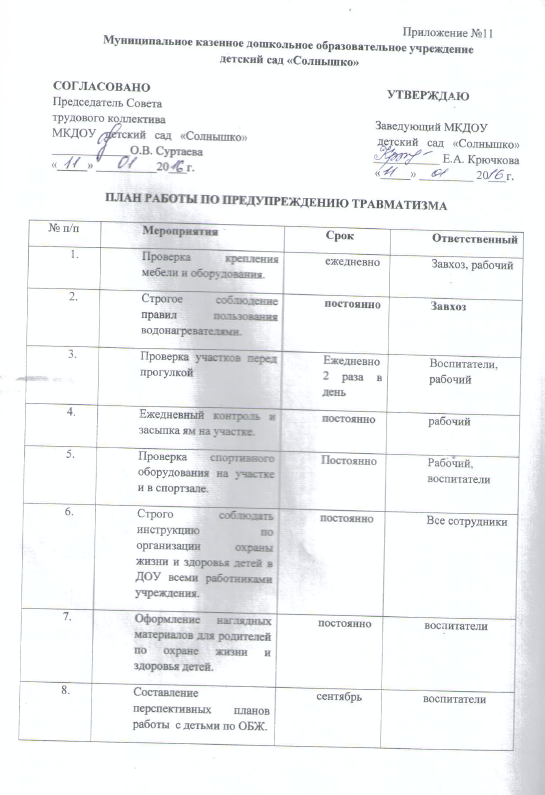 Приложение №11
Муниципальное казенное дошкольное образовательное учреждение
детский сад «Солнышко»
СОГЛАСОВАНО
Председатель Совета
трудового коллектива
МКДОУ детский сад «Солнышко»
____________О.В. Суртаева
«11» __01__ 2016 г.
УТВЕРЖДАЮ
Заведующий МКДОУ
детский сад «Солнышко»
__________ Е.А. Крючкова
«11» __01__ 2016 г.
ПЛАН РАБОТЫ ПО ПРЕДУПРЕЖДЕНИЮ ТРАВМАТИЗМА
№ п/п Мероприятия Срок Ответственный
1. Проверка крепления ежедневно Завхоз, рабочий
мебели и оборудования.
2. Строгое соблюдение постоянно Завхоз
правил пользования
водонагревателями.
3. Проверка участков перед Ежедневно Воспитатели,
прогулкой 2 раза в рабочий
день
4. Ежедневный контроль и постоянно рабочий
засыпка ям на участке.
5. Проверка спортивного Постоянно Рабочий,
оборудования на участке воспитатели
и в спортзале.
6. Строго соблюдать постоянно Все сотрудники
инструкцию по
организации охраны
жизни и здоровья детей в
ДОУ всеми работниками
учреждения.
7. Оформление наглядных постоянно воспитатели
материалов для родителей
по охране жизни и
здоровья детей.
8. Составление сентябрь воспитатели
перспективных планов
работы с детьми по ОБЖ.